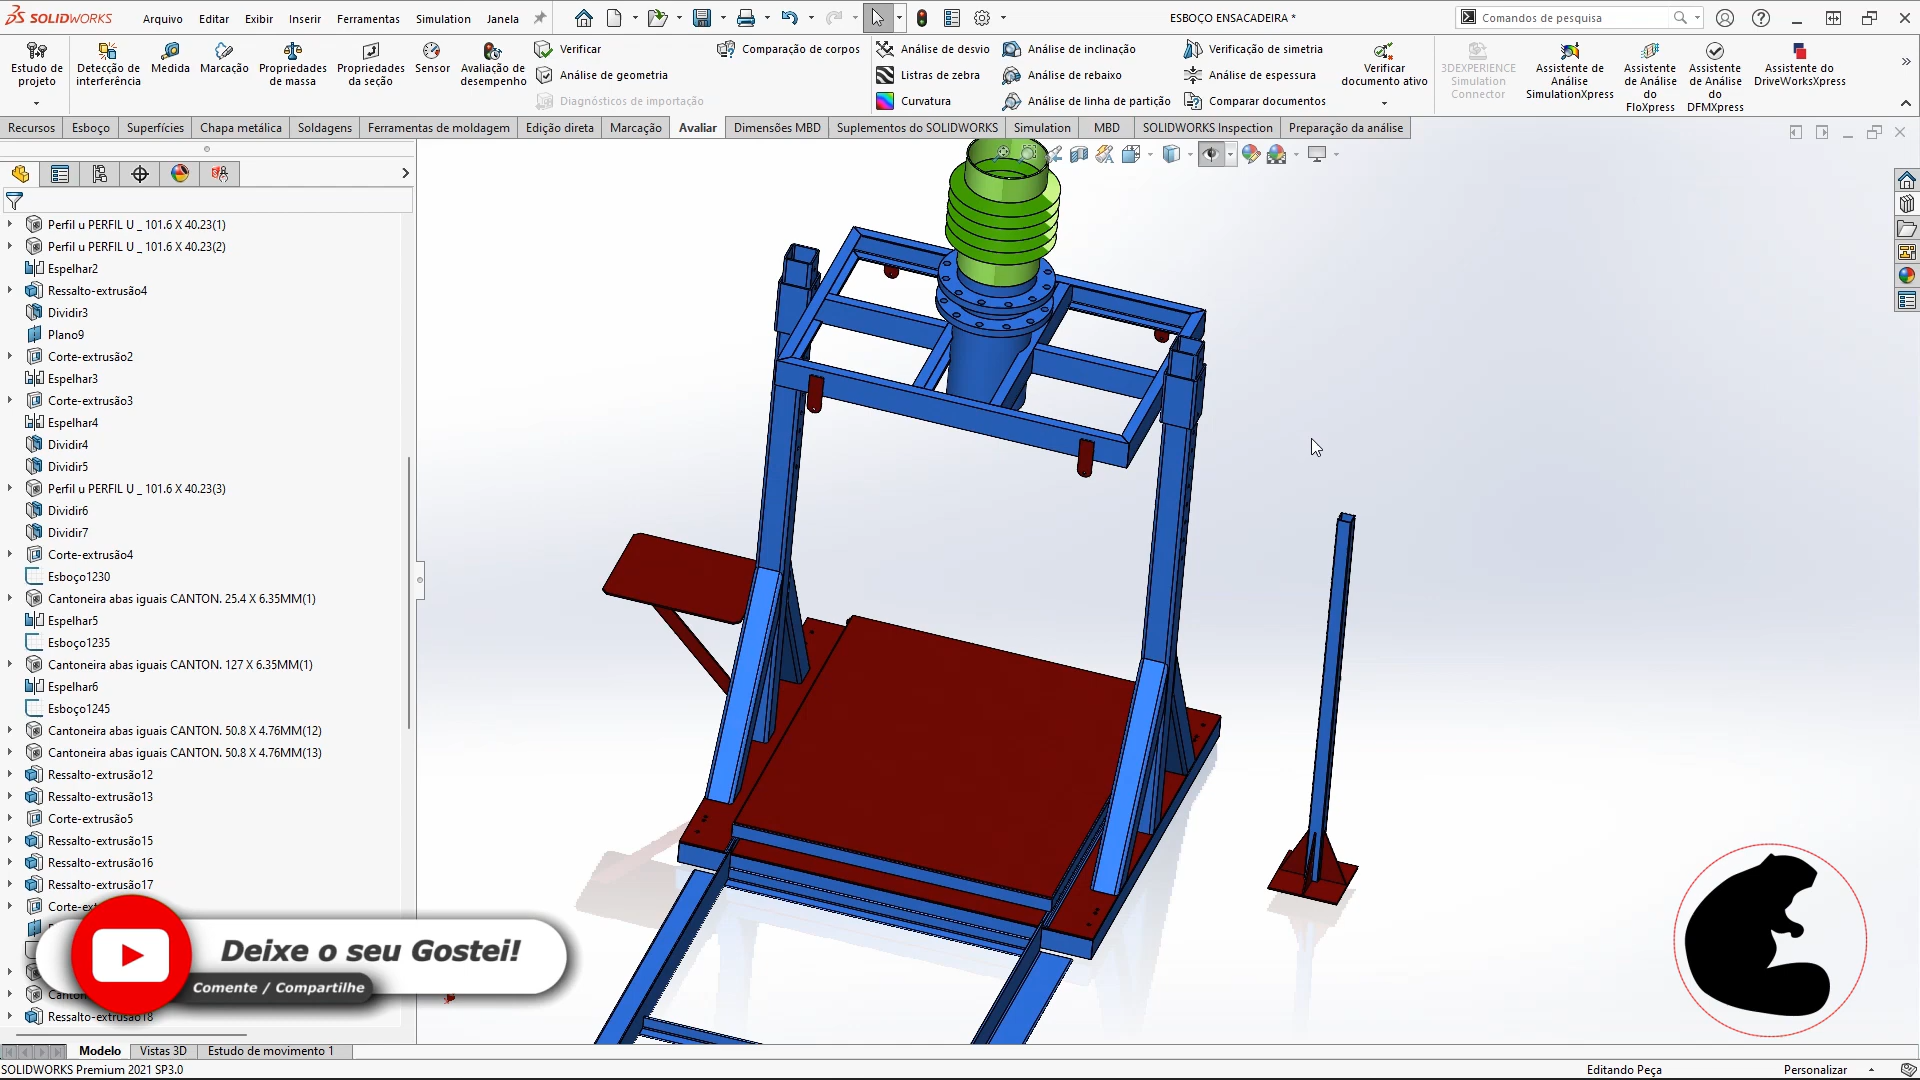 SOLIDWORKS
Arquivo Editar Exibir Inserir Ferramentas Simulation Janela
ESBOÇO ENSACADEIRA *
Comandos de pesquisa
Estudo de projeto
Detecção de interferência
Medida
Marcação
Propriedades de massa
Propriedades da seção
Sensor
Avaliação de desempenho
Verificar
Análise de geometria
Diagnósticos de importação
Comparação de corpos
Análise de desvio
Listras de zebra
Curvatura
Análise de inclinação
Análise de rebaixo
Análise de linha de partição
Verificação de simetria
Análise de espessura
Comparar documentos
Verificar documento ativo
3DEXPERIENCE Simulation Connector
Assistente de Análise SimulationXpress
Assistente de Análise do FloXpress
Assistente de Análise do DFMXpress
Assistente do DriveWorksXpress
Recursos Esboço Superfícies Chapa metálica Soldagens Ferramentas de moldagem Edição direta Marcação Avaliar Dimensões MBD Suplementos do SOLIDWORKS Simulation MBD SOLIDWORKS Inspection Preparação da análise
Perfil u PERFIL U _ 101.6 X 40.23(1)
Perfil u PERFIL U _ 101.6 X 40.23(2)
Espelhar2
Ressalto-extrusão4
Dividir3
Plano9
Corte-extrusão2
Espelhar3
Corte-extrusão3
Espelhar4
Dividir4
Dividir5
Perfil u PERFIL U _ 101.6 X 40.23(3)
Dividir6
Dividir7
Corte-extrusão4
Esboço1230
Cantoneira abas iguais CANTON. 25.4 X 6.35MM(1)
Espelhar5
Esboço1235
Cantoneira abas iguais CANTON. 127 X 6.35MM(1)
Espelhar6
Esboço1245
Cantoneira abas iguais CANTON. 50.8 X 4.76MM(12)
Cantoneira abas iguais CANTON. 50.8 X 4.76MM(13)
Ressalto-extrusão12
Ressalto-extrusão13
Corte-extrusão5
Ressalto-extrusão15
Ressalto-extrusão16
Ressalto-extrusão17
Deixe o seu Gostei!
Comente / Compartilhe
Ressalto-extrusão18
Modelo Vistas 3D Estudo de movimento 1
SOLIDWORKS Premium 2021 SP3.0
Editando Peça
Personalizar